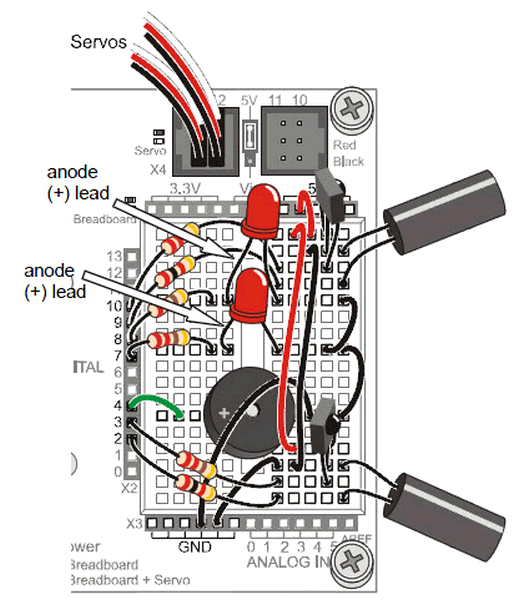 Servos
12 5V 11 10
Servo
X4
Red
Black
3.3V Vi 5
Breadboard
anode
(+) lead
anode
(+) lead
13
12
10
9
8
7
ITAL
6
5
4
3
2
1
0
X2
+
X3
GND
0 1 2 3 4 5 AREF
ANALOG IN
ower
Breadboard
Breadboard + Servo